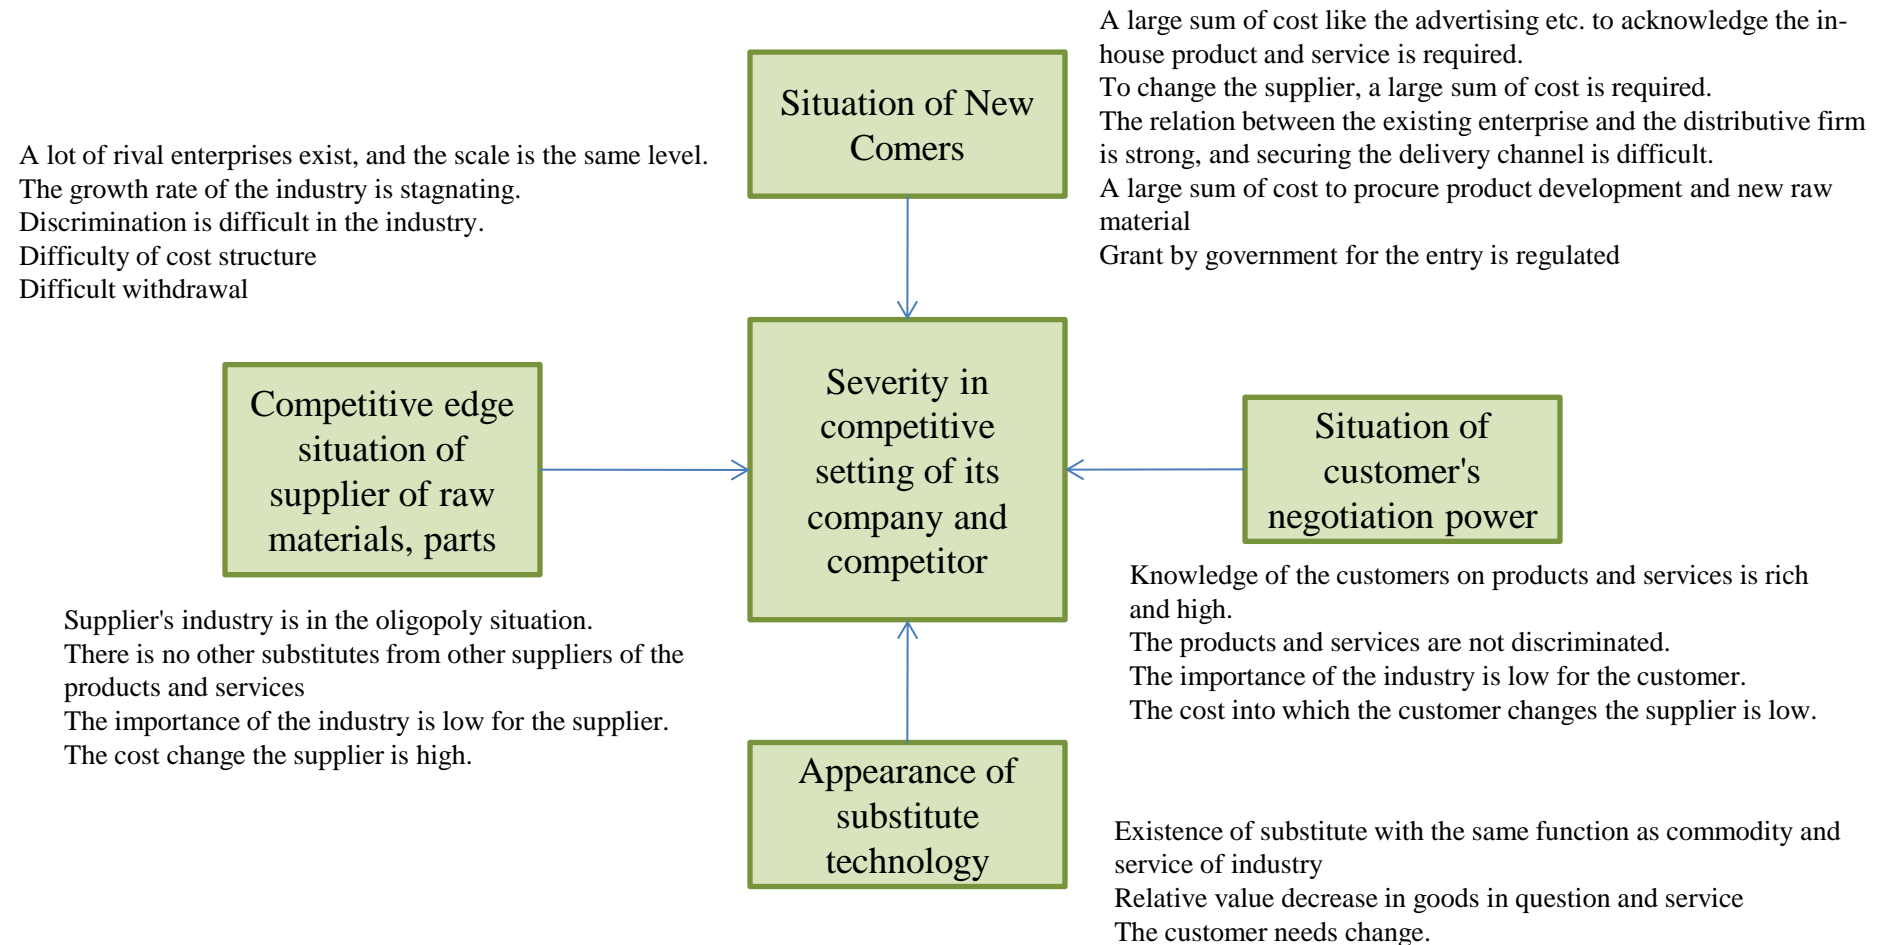 A large sum of cost like the advertising etc. to acknowledge the in-
house product and service is required.
To change the supplier, a large sum of cost is required.
The relation between the existing enterprise and the distributive firm
is strong, and securing the delivery channel is difficult.
A large sum of cost to procure product development and new raw
material
Grant by government for the entry is regulated
Situation of New
Comers
A lot of rival enterprises exist, and the scale is the same level.
The growth rate of the industry is stagnating.
Discrimination is difficult in the industry.
Difficulty of cost structure
Difficult withdrawal
Competitive edge
situation of
supplier of raw
materials, parts
Severity in
competitive
setting of its
company and
competitor
Situation of
customer's
negotiation power
Supplier's industry is in the oligopoly situation.
There is no other substitutes from other suppliers of the
products and services
The importance of the industry is low for the supplier.
The cost change the supplier is high.
Knowledge of the customers on products and services is rich
and high.
The products and services are not discriminated.
The importance of the industry is low for the customer.
The cost into which the customer changes the supplier is low.
Appearance of
substitute
technology
Existence of substitute with the same function as commodity and
service of industry
Relative value decrease in goods in question and service
The customer needs change.